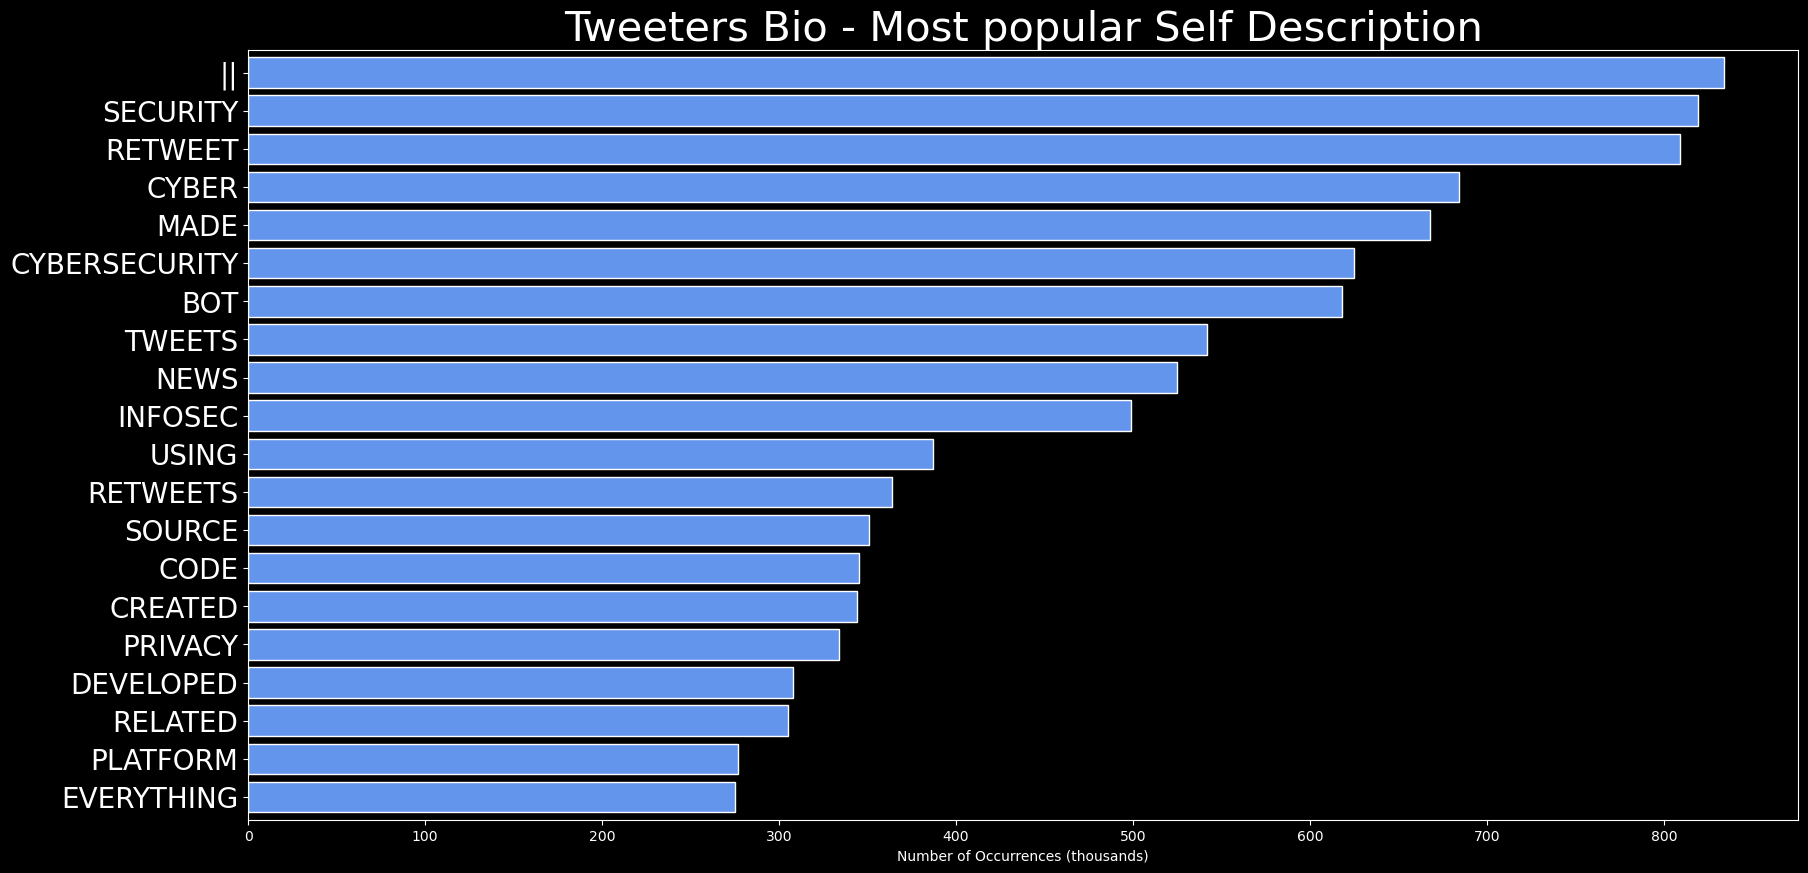 Tweeters Bio - Most popular Self Description
||
SECURITY
RETWEET
CYBER
MADE
CYBERSECURITY
BOT
TWEETS
NEWS
INFOSEC
USING
RETWEETS
SOURCE
CODE
CREATED
PRIVACY
DEVELOPED
RELATED
PLATFORM
EVERYTHING
0 100 200 300 400 500 600 700 800
Number of Occurrences (thousands)